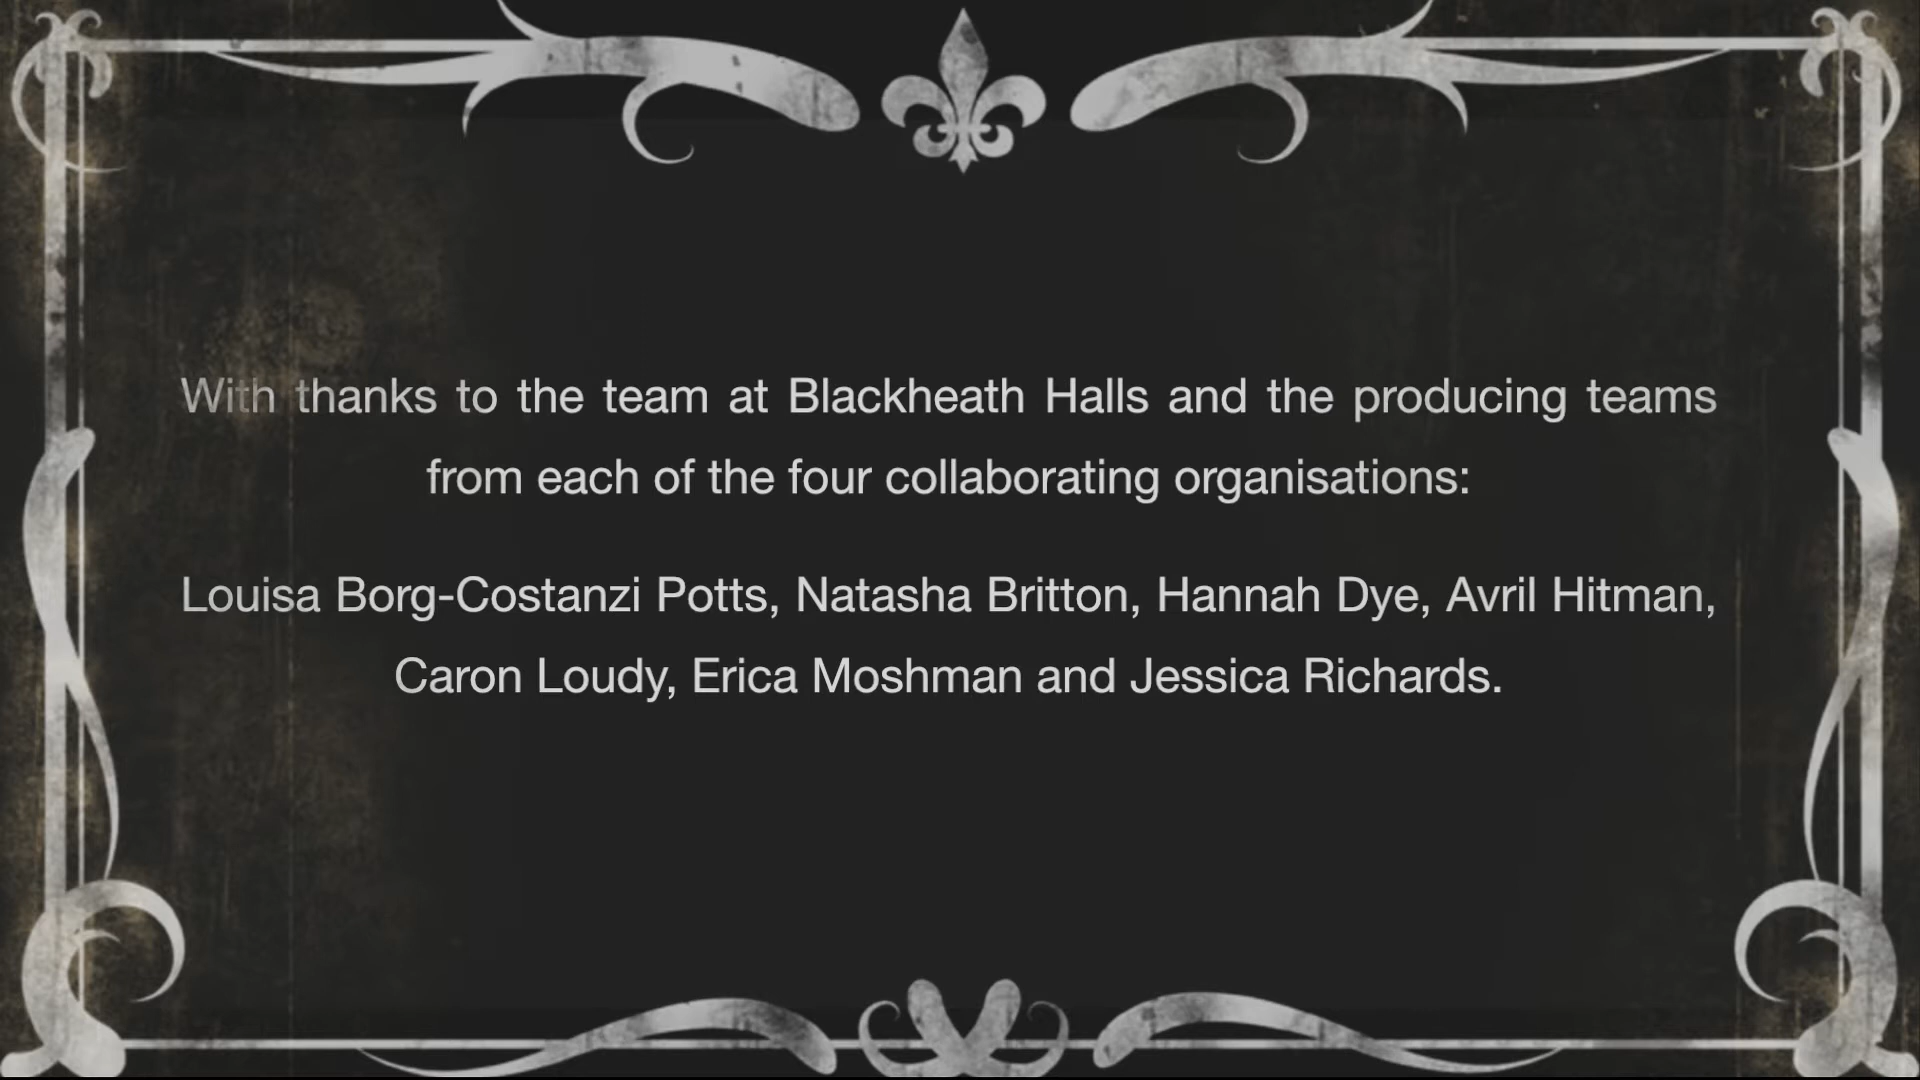 With thanks to the team at Blackheath Halls and the producing teams
from each of the four collaborating organisations:
Louisa Borg-Costanzi Potts, Natasha Britton, Hannah Dye, Avril Hitman,
Caron Loudy, Erica Moshman and Jessica Richards.